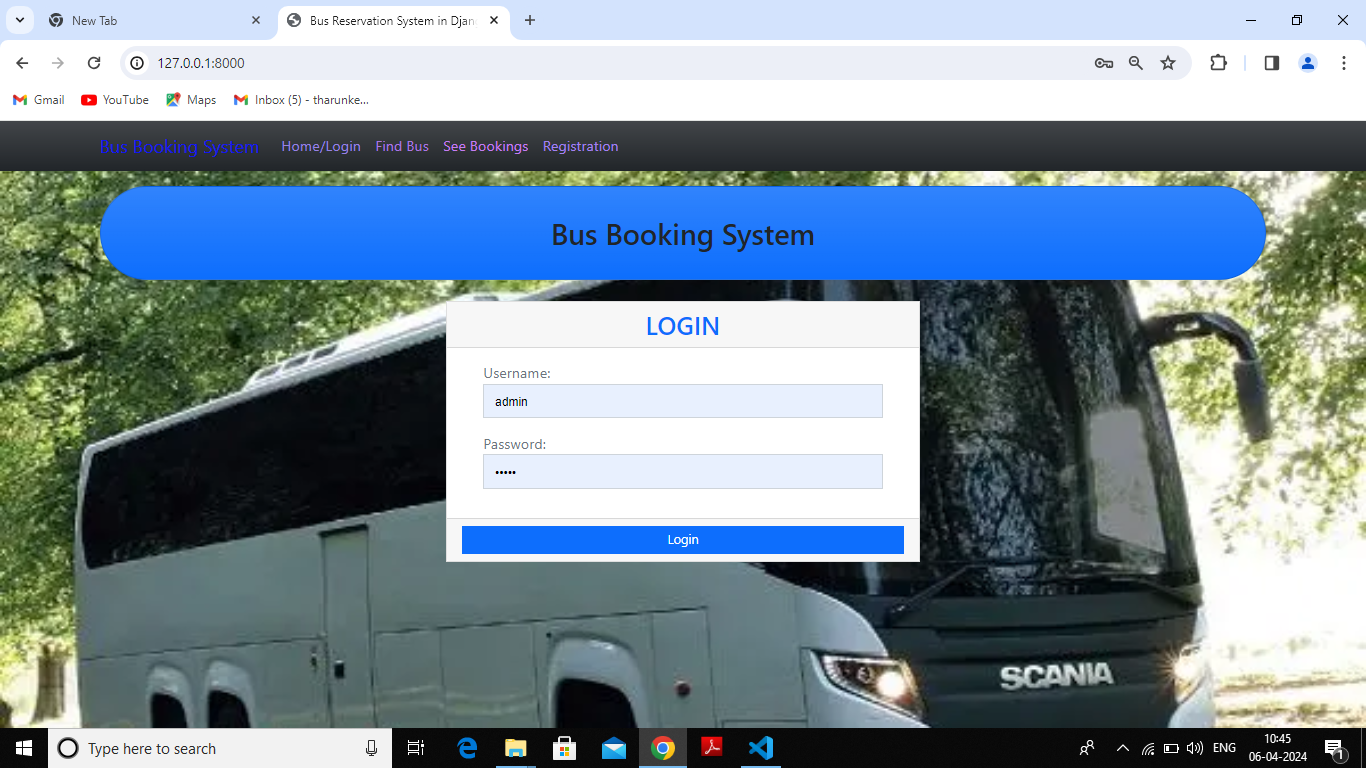 New Tab
Bus Reservation System in Djan
127.0.0.1:8000
Gmail YouTube Maps Inbox (5) - tharunke...
Bus Booking System Home/Login Find Bus See Bookings Registration
Bus Booking System
LOGIN
Username:
admin
Password:
•••••
Login
SCANIA
Type here to search
ENG
10:45
06-04-2024
1